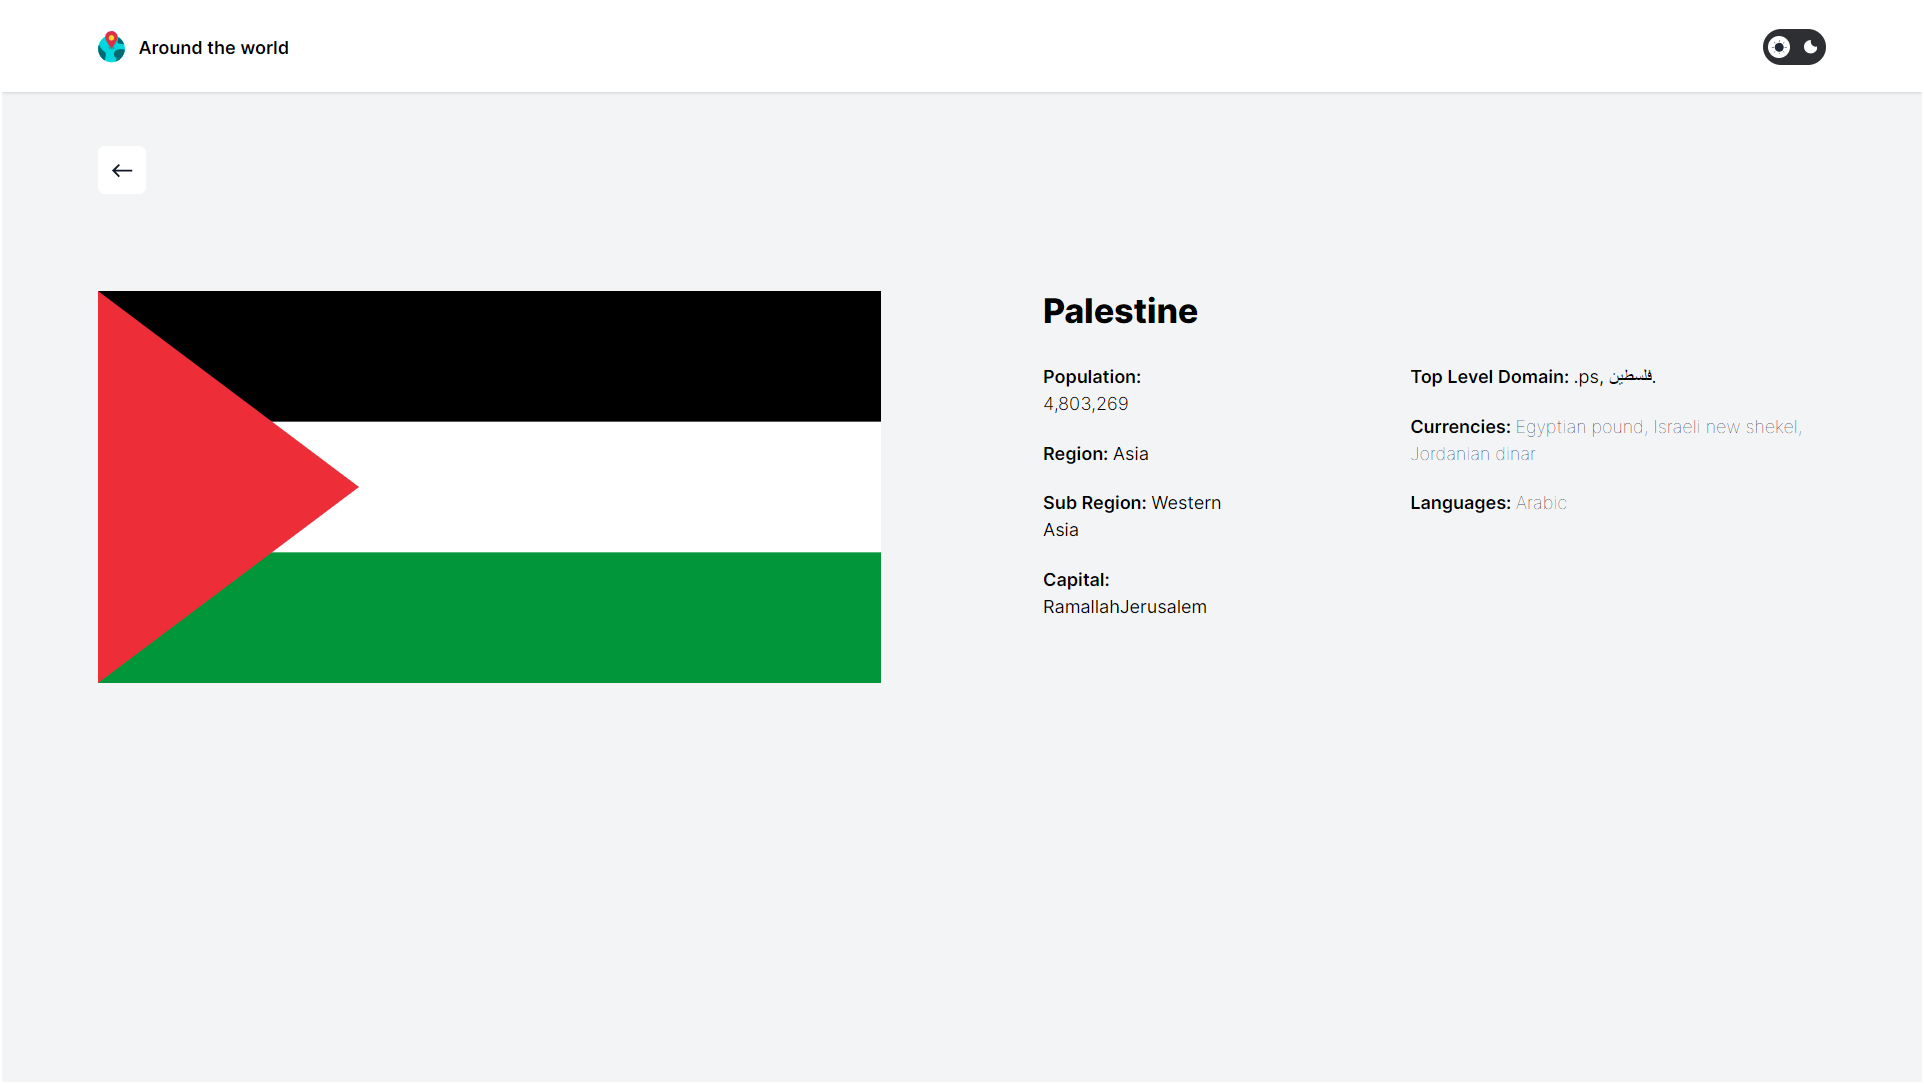 Around the world
Palestine
Population:
4,803,269
Region: Asia
Sub Region: Western
Asia
Capital:
RamallahJerusalem
Top Level Domain: .ps, فلسطين.
Currencies: Egyptian pound, Israeli new shekel,
Jordanian dinar
Languages: Arabic